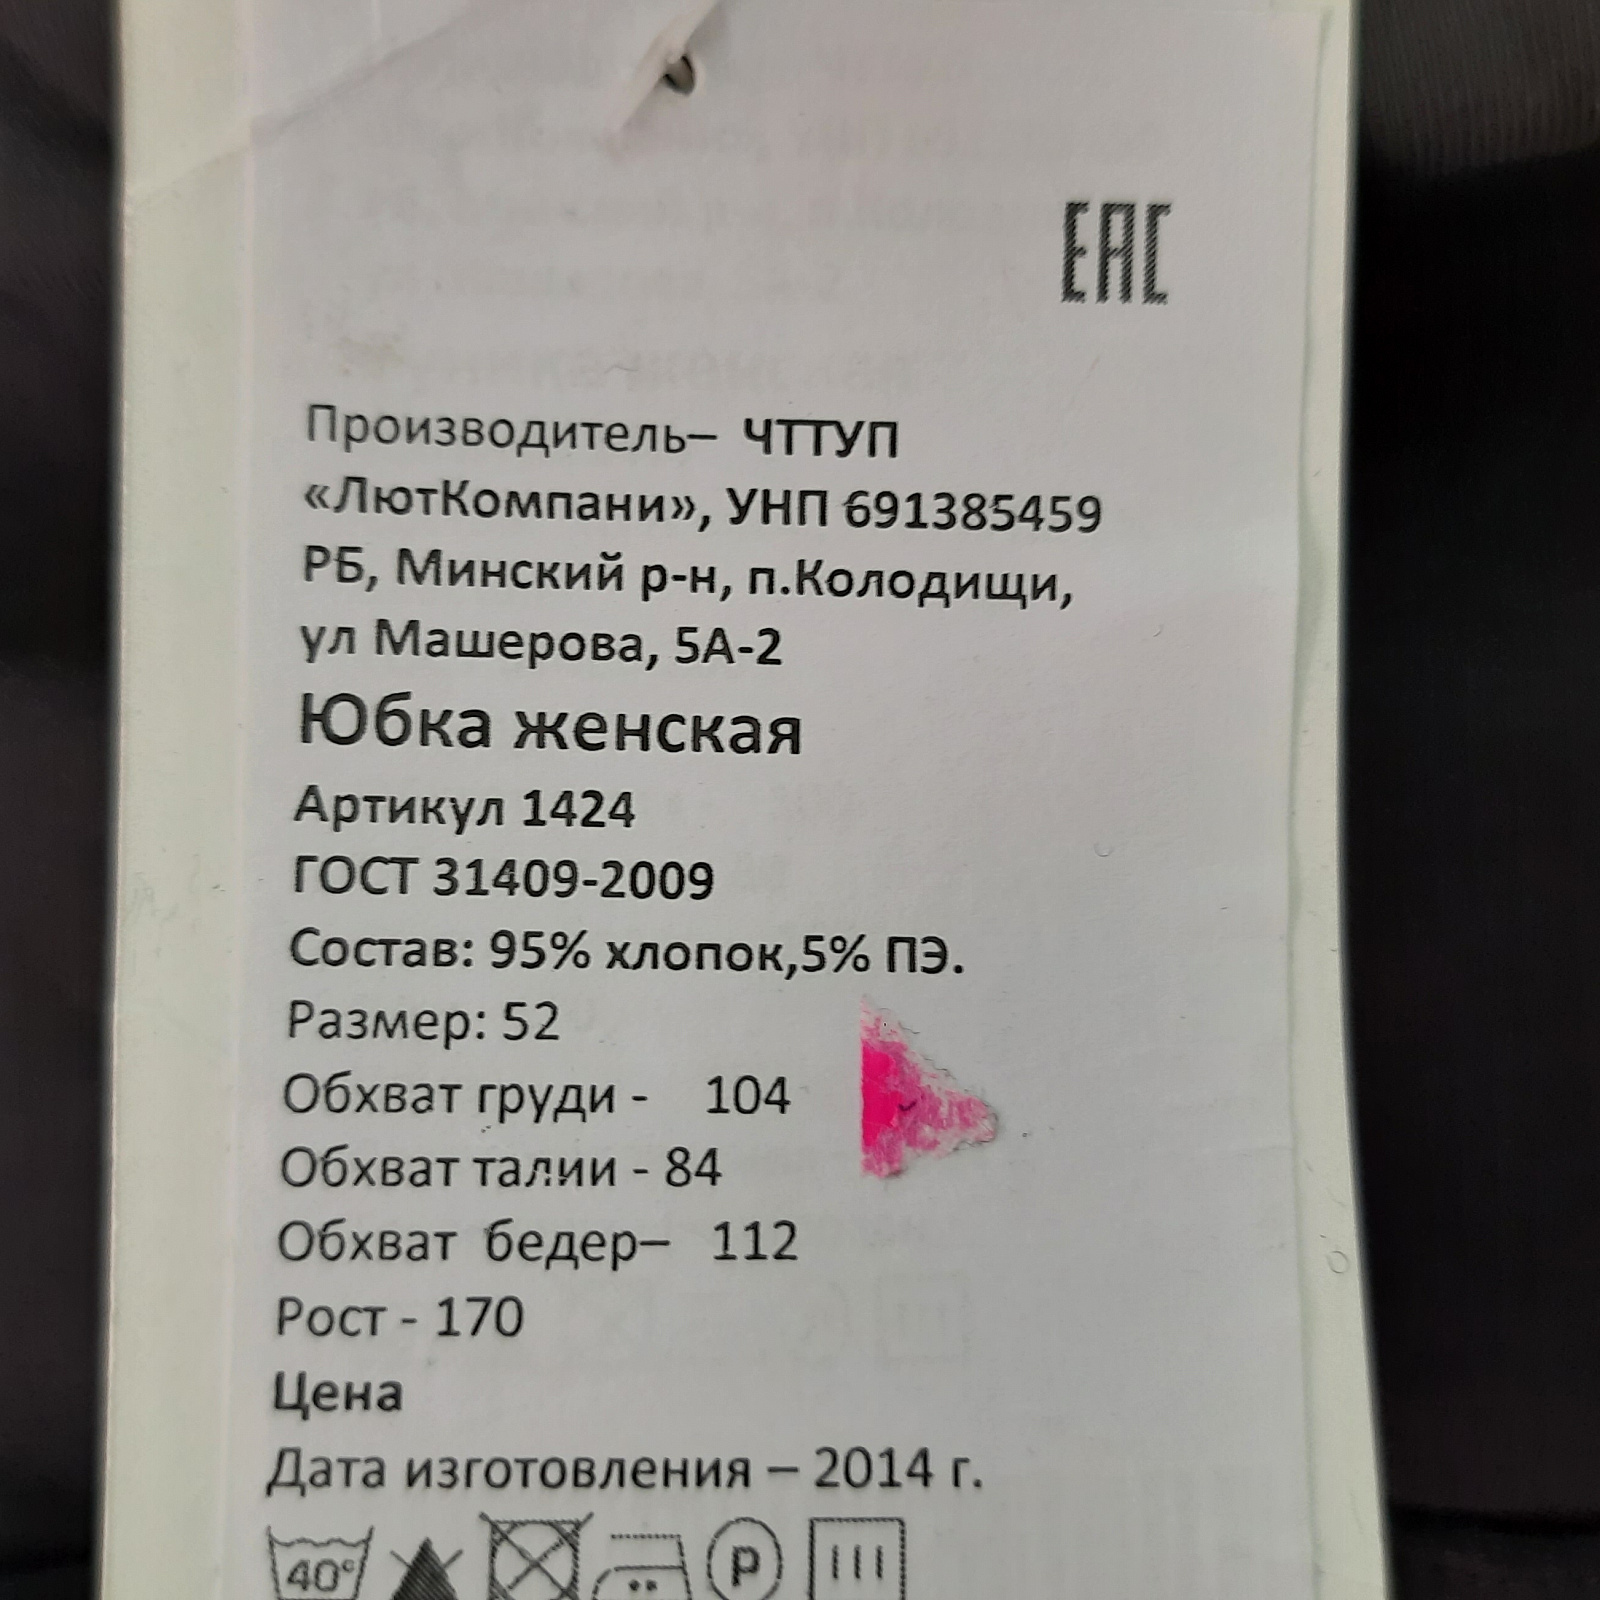 ЕАС
Производитель– ЧТТУП
«ЛютКомпани», УНП 691385459
РБ, Минский р-н, п.Колодищи,
ул Машерова, 5А-2
Юбка женская
Артикул 1424
ГОСТ 31409-2009
Состав: 95% хлопок,5% ПЭ.
Размер: 52
Обхват груди - 104
Обхват талии - 84
Обхват бедер– 112
Рост - 170
Цена
Дата изготовления – 2014 г.
40° P